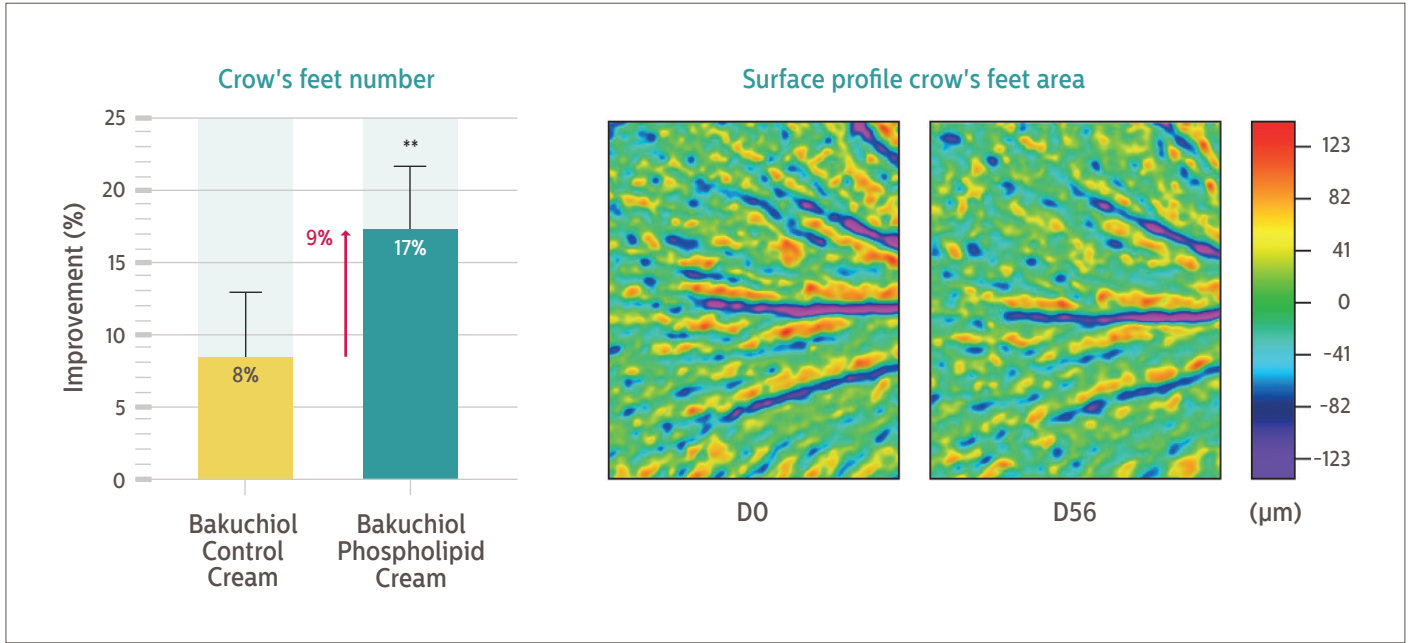 Crow's feet number
Improvement (%)
25
20
15
10
5
0
8%
9%
**
17%
Bakuchiol
Control
Cream
Bakuchiol
Phospholipid
Cream
Surface profile crow's feet area
D0
D56
123
82
41
0
-41
-82
-123
(μm)